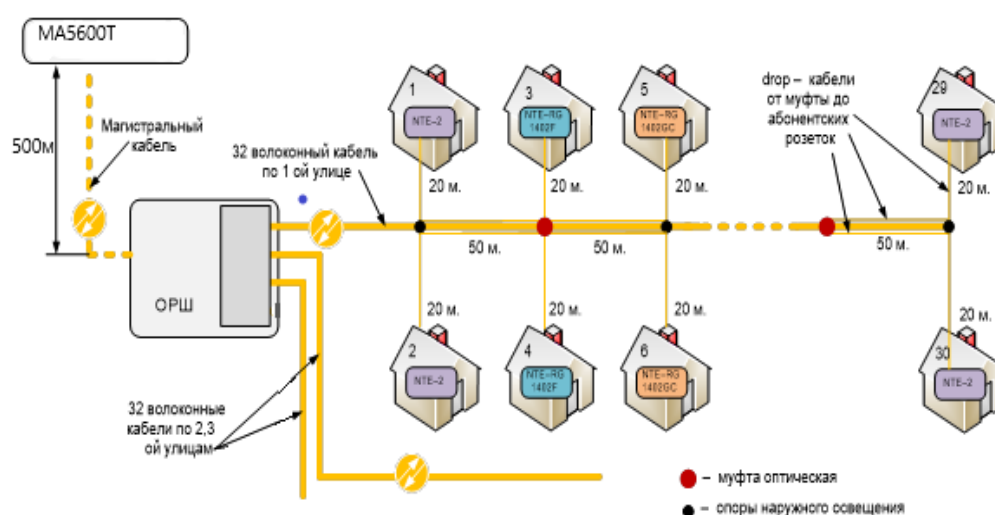 MA5600T
500м
Магистральный
кабель
32 волоконный кабель
по 1 ой улице
1
NTE-2
3
NTE-RG
1402F
5
NTE-RG
1402GC
drop – кабели
от муфты до
абонентских
розеток
29
NTE-2
20 м.
20 м.
20 м.
20 м.
50 м.
50 м.
50 м.
ОРШ
20 м.
20 м.
20 м.
20 м.
2
NTE-2
4
NTE-RG
1402F
6
NTE-RG
1402GC
30
NTE-2
32 волоконные
кабели по 2,3
ой улицам
– муфта оптическая
– опоры наружного освещения